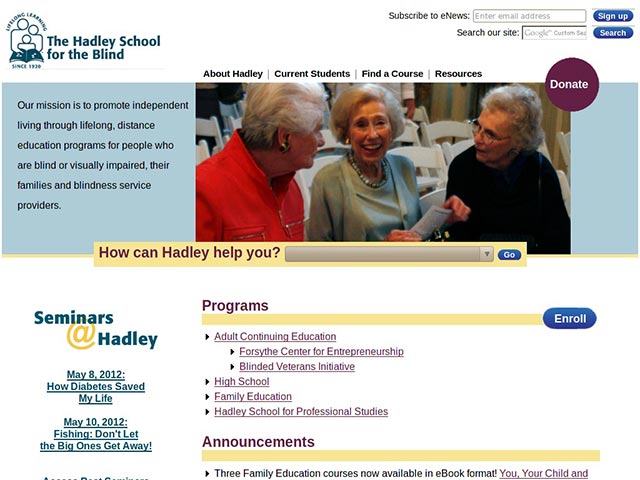 LIFELONG LEARNING
The Hadley School
for the Blind
SINCE 1920
Subscribe to eNews: Enter email address Sign up
Search our site: Google™ Custom Sea Search
About Hadley | Current Students | Find a Course | Resources
Donate
Our mission is to promote independent
living through lifelong, distance
education programs for people who
are blind or visually impaired, their
families and blindness service
providers.
How can Hadley help you? Go
Seminars
@Hadley
May 8, 2012:
How Diabetes Saved
My Life
May 10, 2012:
Fishing: Don't Let
the Big Ones Get Away!
Access Past Seminars
Programs
Enroll
Adult Continuing Education
Forsythe Center for Entrepreneurship
Blinded Veterans Initiative
High School
Family Education
Hadley School for Professional Studies
Announcements
Three Family Education courses now available in eBook format! You, Your Child and